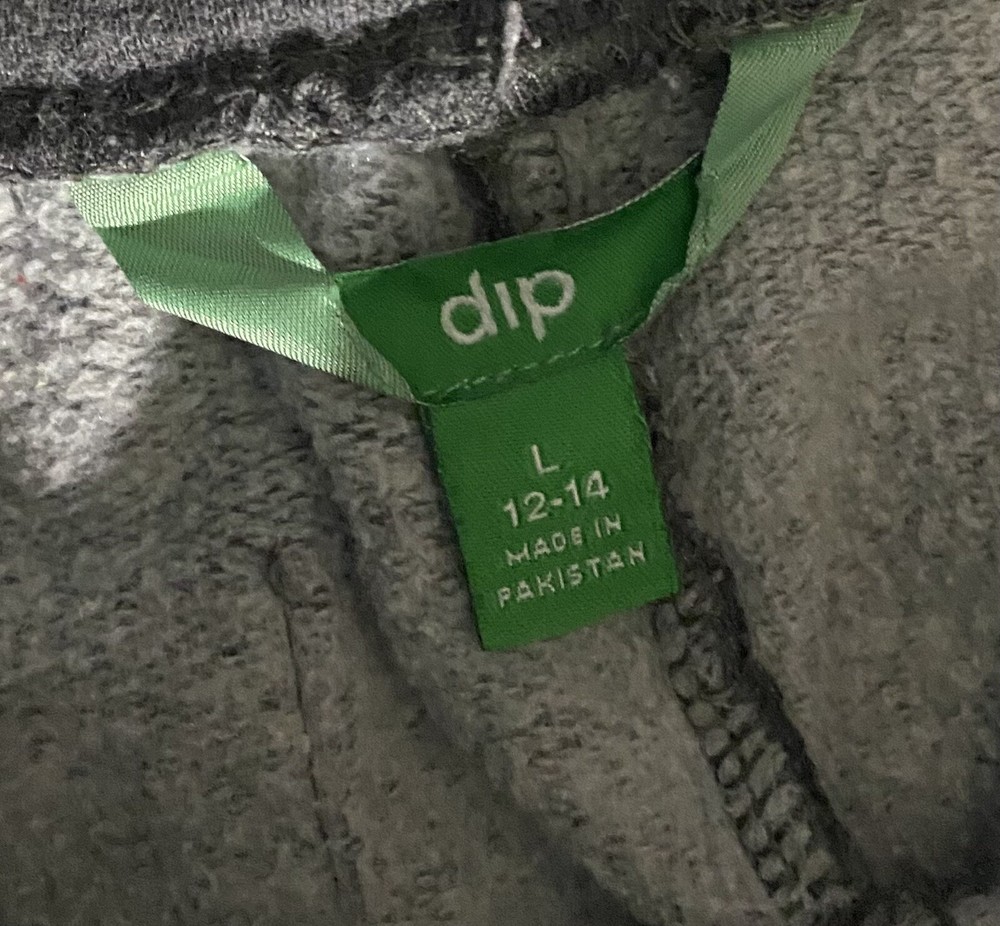 dip
L
12-14
MADE IN
PAKISTAN